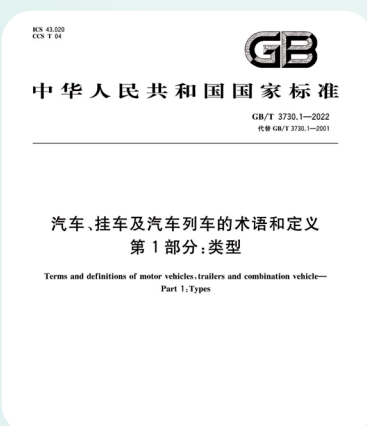 ICS 43.020
CCS T 04
GB
中华人民共和国国家标准
GB/T 3730.1—2022
代替 GB/T 3730.1—2001
汽车、挂车及汽车列车的术语和定义
第1部分:类型
Terms and definitions of motor vehicles,trailers and combination vehicle—
Part 1:Types